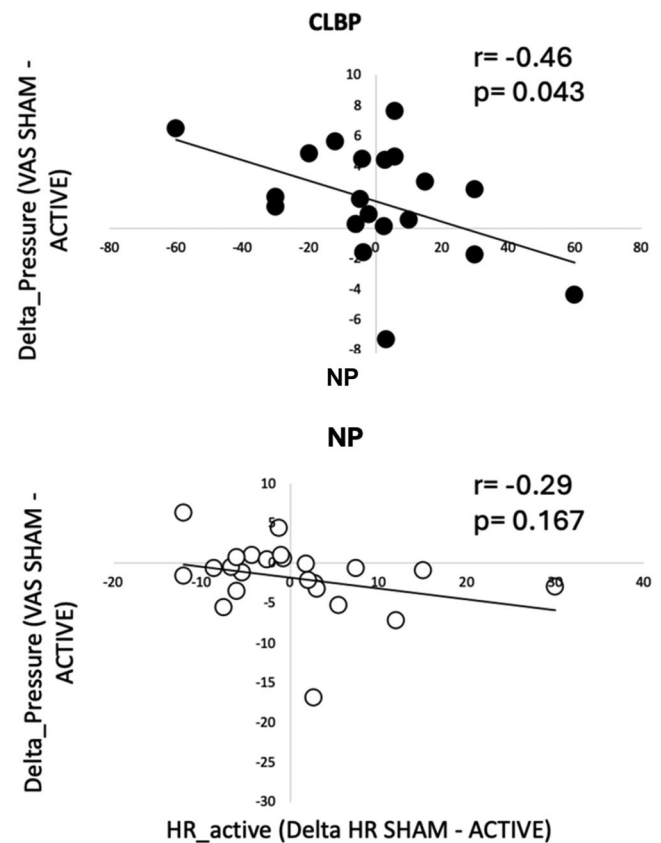 CLBP
r= -0.46
p= 0.043
Delta_Pressure (VAS SHAM -
ACTIVE)
10
8
6
-80 -60 -40 -20 0 20 40 60 80
-2
-4
-6
-8
NP
NP
r= -0.29
p= 0.167
Delta_Pressure (VAS SHAM -
ACTIVE)
10
5
0
-20 -10 0 10 20 30 40
-5
-10
-15
-20
-25
-30
HR_active (Delta HR SHAM - ACTIVE)